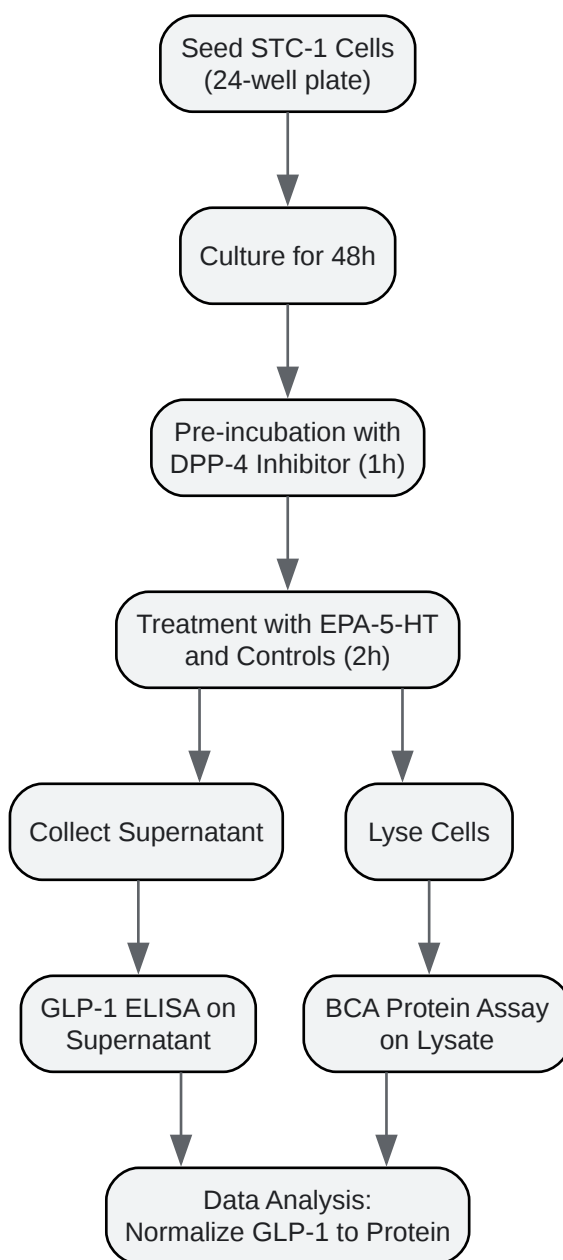 Seed STC-1 Cells
(24-well plate)
Culture for 48h
Pre-incubation with
DPP-4 Inhibitor (1h)
Treatment with EPA-5-HT
and Controls (2h)
Collect Supernatant
Lyse Cells
GLP-1 ELISA on
Supernatant
BCA Protein Assay
on Lysate
Data Analysis:
Normalize GLP-1 to Protein